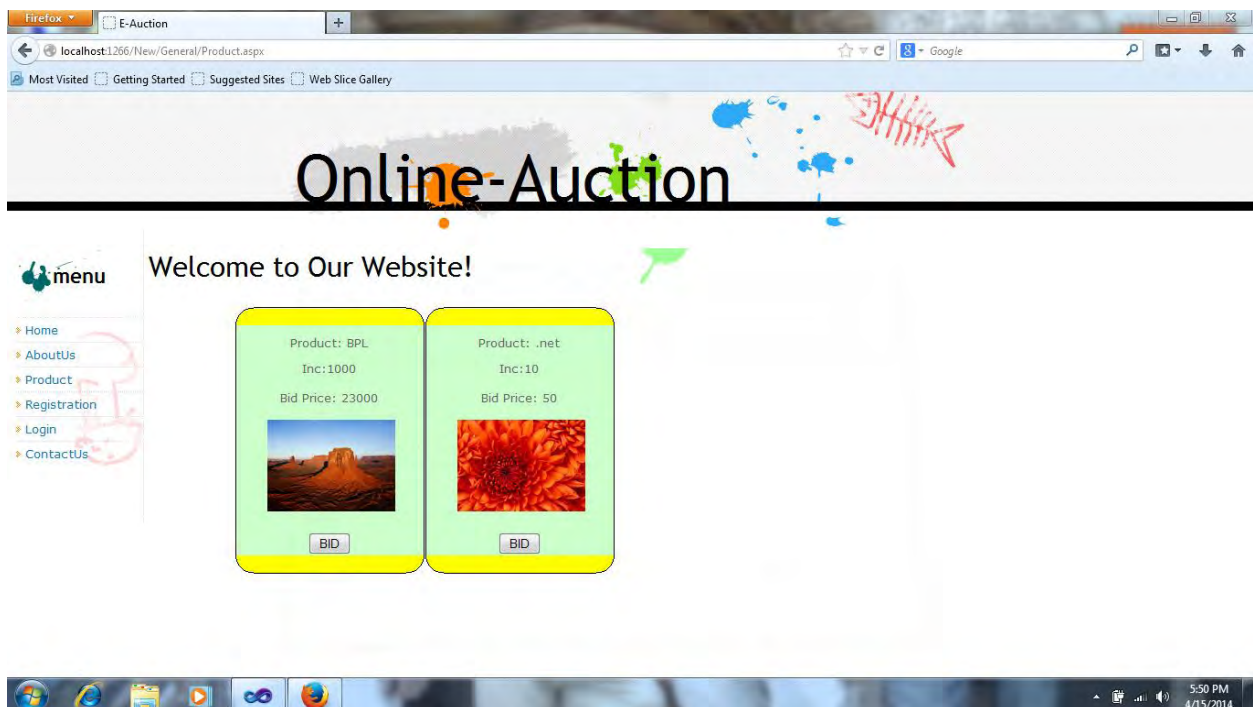 Firefox
E-Auction
+
localhost:1266/New/General/Product.aspx
8 Google
Most Visited Getting Started Suggested Sites Web Slice Gallery
Online-Auction
menu
Welcome to Our Website!
Home
AboutUs
Product
Registration
Login
ContactUs
Product: BPL
Inc:1000
Bid Price: 23000
BID
Product: .net
Inc:10
Bid Price: 50
BID
5:50 PM
4/15/2014